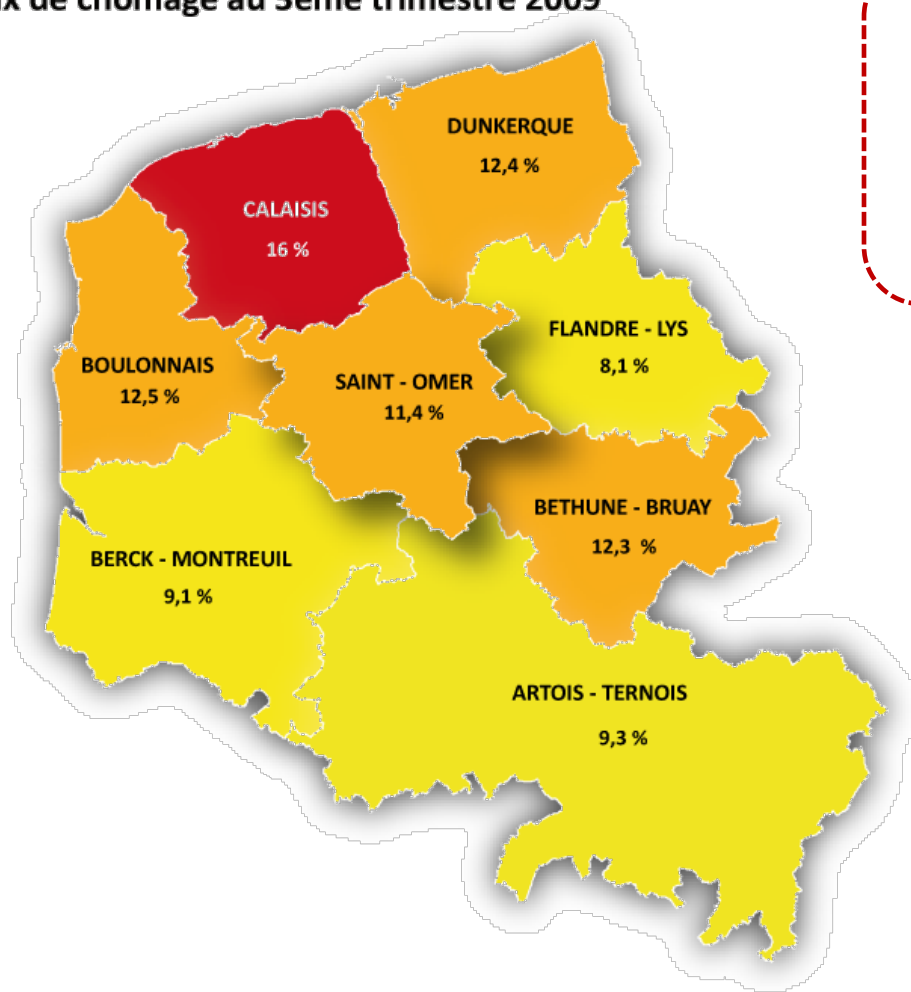 de chômage au 3ème trimestre 2009
DUNKERQUE
12,4 %
CALAISIS
16 %
FLANDRE - LYS
8,1 %
BOULONNAIS
12,5 %
SAINT - OMER
11,4 %
BETHUNE - BRUAY
12,3 %
BERCK - MONTREUIL
9,1 %
ARTOIS - TERNOIS
9,3 %